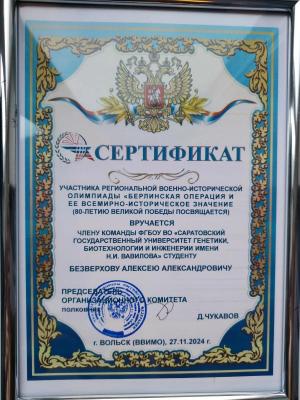 СЕРТИФИКАТ
УЧАСТНИКА РЕГИОНАЛЬНОЙ ВОЕННО-ИСТОРИЧЕСКОЙ
ОЛИМПИАДЫ «БЕРЛИНСКАЯ ОПЕРАЦИЯ И
ЕЕ ВСЕМИРНО-ИСТОРИЧЕСКОЕ ЗНАЧЕНИЕ
(80-ЛЕТИЮ ВЕЛИКОЙ ПОБЕДЫ ПОСВЯЩАЕТСЯ)
ВРУЧАЕТСЯ
ЧЛЕНУ КОМАНДЫ ФГБОУ ВО «САРАТОВСКИЙ
ГОСУДАРСТВЕННЫЙ УНИВЕРСИТЕТ ГЕНЕТИКИ,
БИОТЕХНОЛОГИИ И ИНЖЕНЕРИИ ИМЕНИ
Н.И. ВАВИЛОВА» СТУДЕНТУ
БЕЗВЕРХОВУ АЛЕКСЕЮ АЛЕКСАНДРОВИЧУ
ПРЕДСЕДАТЕЛЬ
ОРГАНИЗАЦИОННОГО КОМИТЕТА
ПОЛКОВНИК
Д.ЧУКАВОВ
Г. ВОЛЬСК (ВВИМО), 27.11.2024 г.